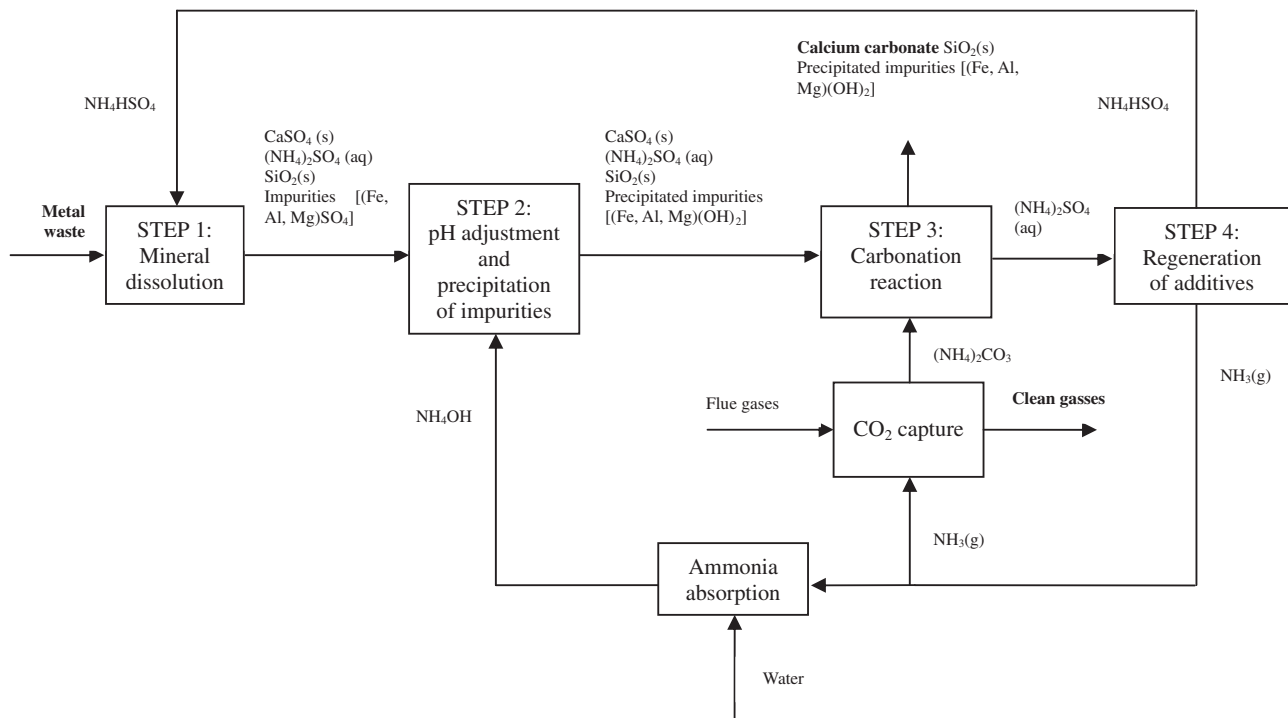 Calcium carbonate SiO₂(s)
Precipitated impurities [(Fe, Al,
Mg)(OH)₂]
NH₄HSO₄
NH₄HSO₄
CaSO₄ (s)
(NH₄)₂SO₄ (aq)
SiO₂(s)
Impurities [(Fe,
Al, Mg)SO₄]
CaSO₄ (s)
(NH₄)₂SO₄ (aq)
SiO₂(s)
Precipitated impurities
[(Fe, Al, Mg)(OH)₂]
Metal
waste
STEP 1:
Mineral
dissolution
STEP 2:
pH adjustment
and
precipitation
of impurities
STEP 3:
Carbonation
reaction
(NH₄)₂SO₄
(aq)
STEP 4:
Regeneration
of additives
(NH₄)₂CO₃
NH₃(g)
NH₄OH
Flue gases
CO₂ capture
Clean gasses
NH₃(g)
Ammonia
absorption
Water